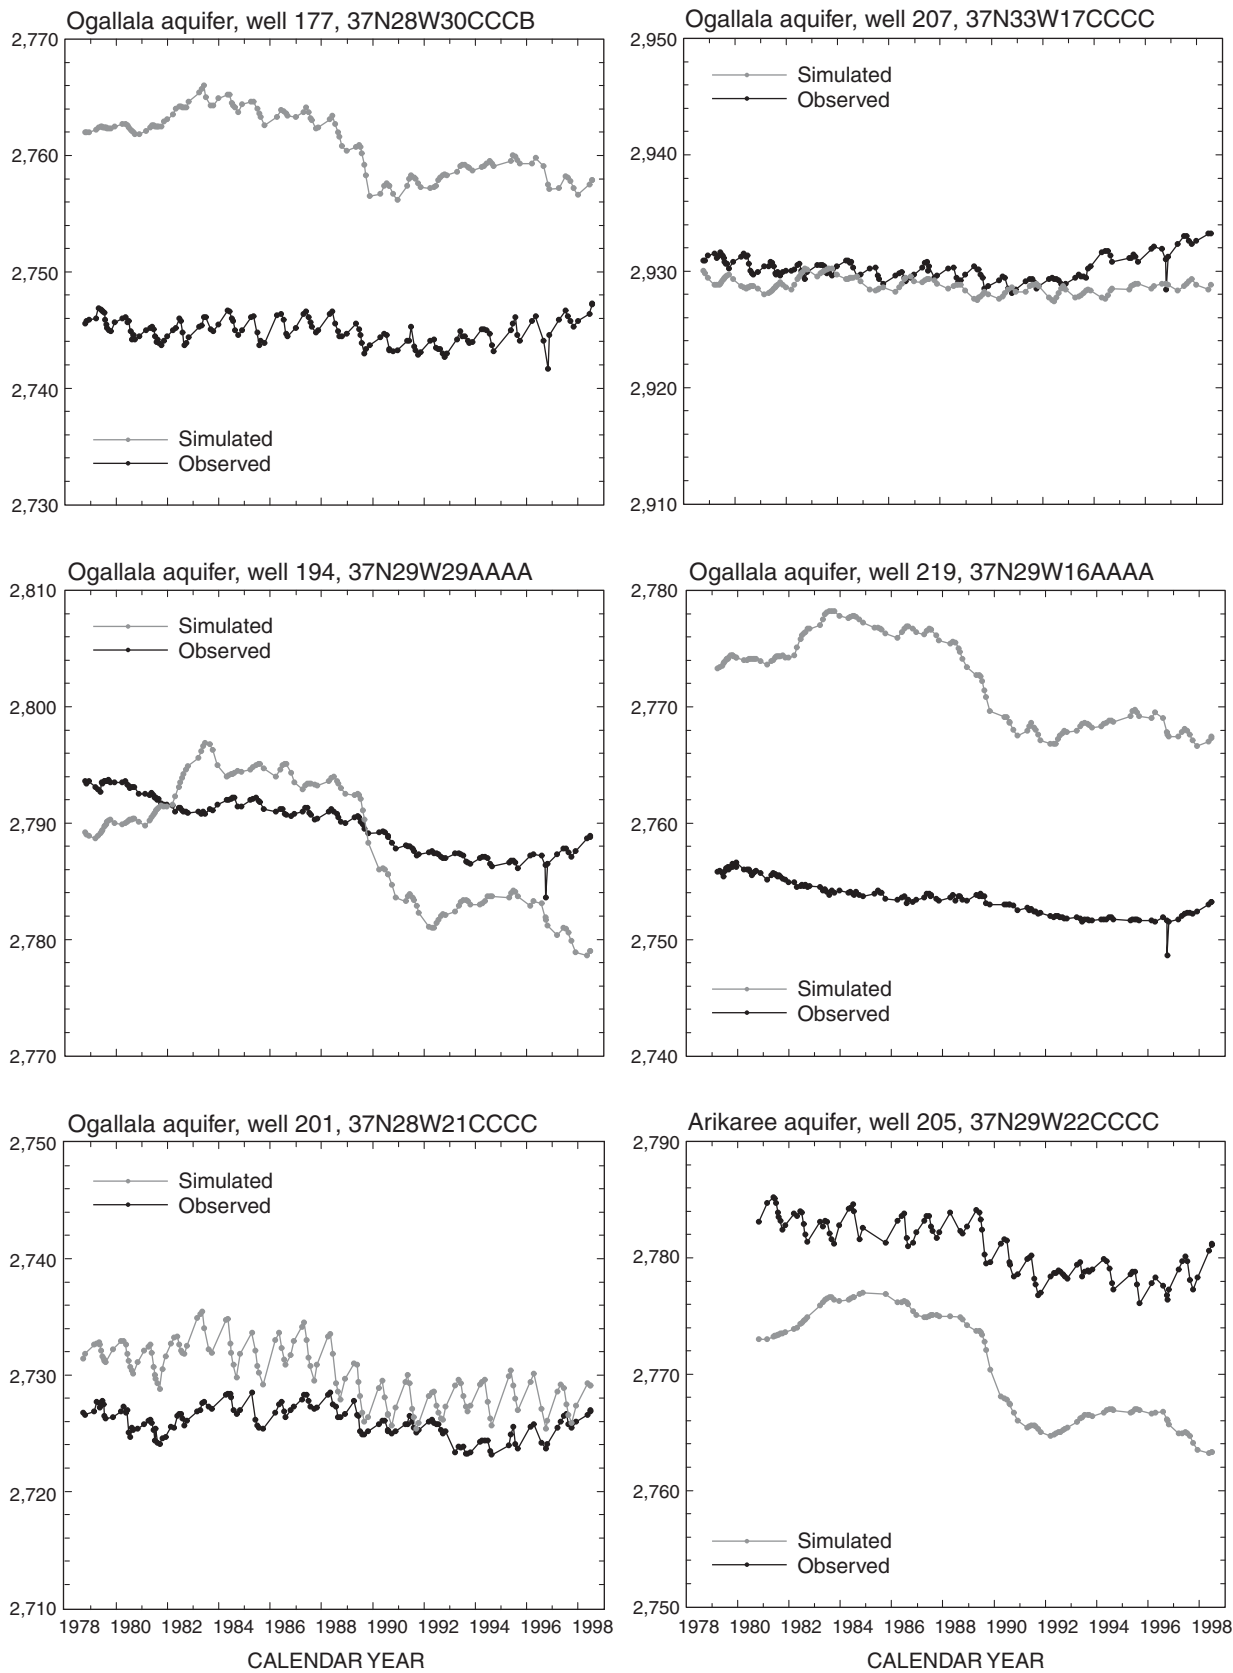 Ogallala aquifer, well 177, 37N28W30CCCB
2,770
2,760
2,750
2,740
2,730
Simulated
Observed
Ogallala aquifer, well 207, 37N33W17CCCC
2,950
2,940
2,930
2,920
2,910
Simulated
Observed
Ogallala aquifer, well 194, 37N29W29AAAA
2,810
2,800
2,790
2,780
2,770
Simulated
Observed
Ogallala aquifer, well 219, 37N29W16AAAA
2,780
2,770
2,760
2,750
2,740
Simulated
Observed
Ogallala aquifer, well 201, 37N28W21CCCC
2,750
2,740
2,730
2,720
2,710
Simulated
Observed
1978 1980 1982 1984 1986 1988 1990 1992 1994 1996 1998
CALENDAR YEAR
Arikaree aquifer, well 205, 37N29W22CCCC
2,790
2,780
2,770
2,760
2,750
Simulated
Observed
1978 1980 1982 1984 1986 1988 1990 1992 1994 1996 1998
CALENDAR YEAR